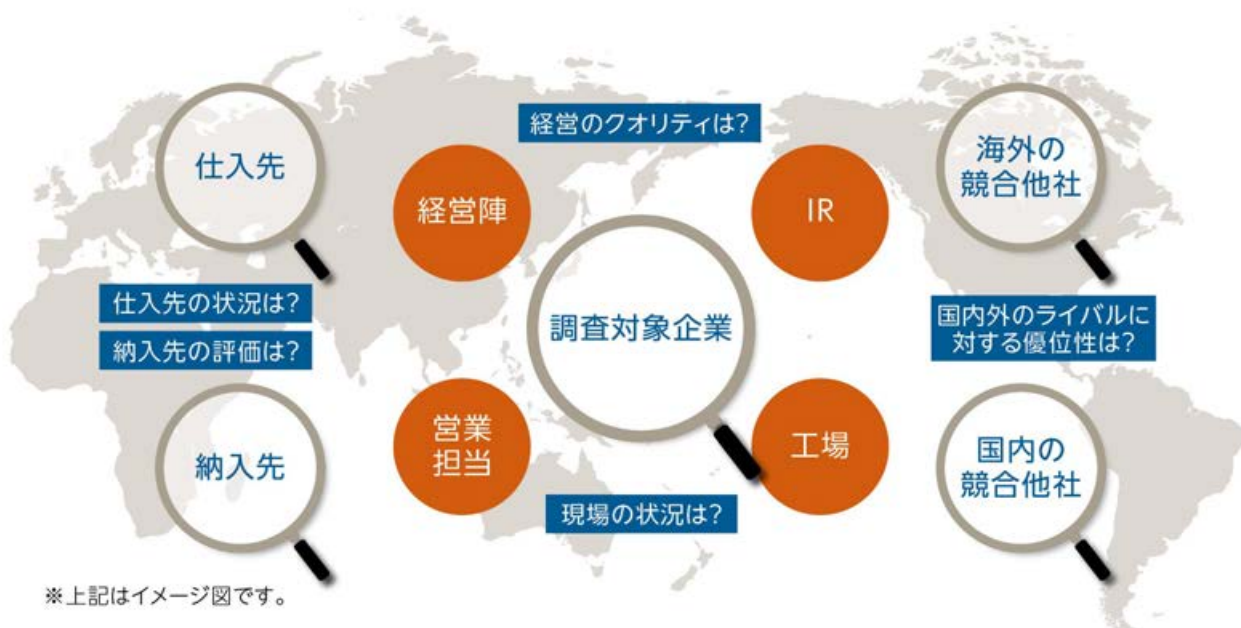 経営のクオリティは?
仕入先
経営陣
IR
海外の
競合他社
仕入先の状況は?
納入先の評価は?
調査対象企業
国内外のライバルに
対する優位性は?
納入先
営業
担当
工場
国内の
競合他社
現場の状況は?
※上記はイメージ図です。